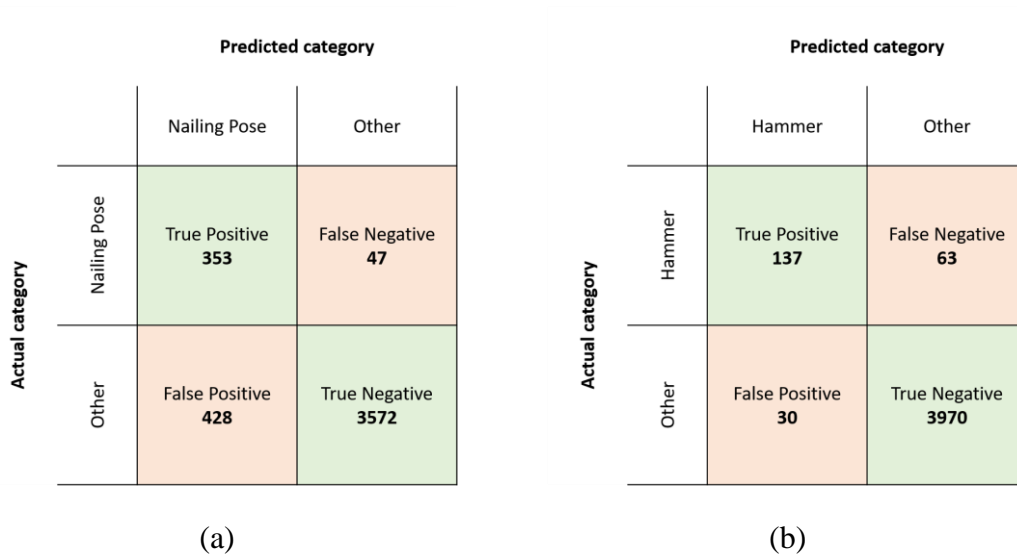 Predicted category
Nailing Pose Other
Actual category
Nailing Pose
True Positive
353
False Negative
47
Other
False Positive
428
True Negative
3572
(a)
Predicted category
Hammer Other
Actual category
Hammer
True Positive
137
False Negative
63
Other
False Positive
30
True Negative
3970
(b)